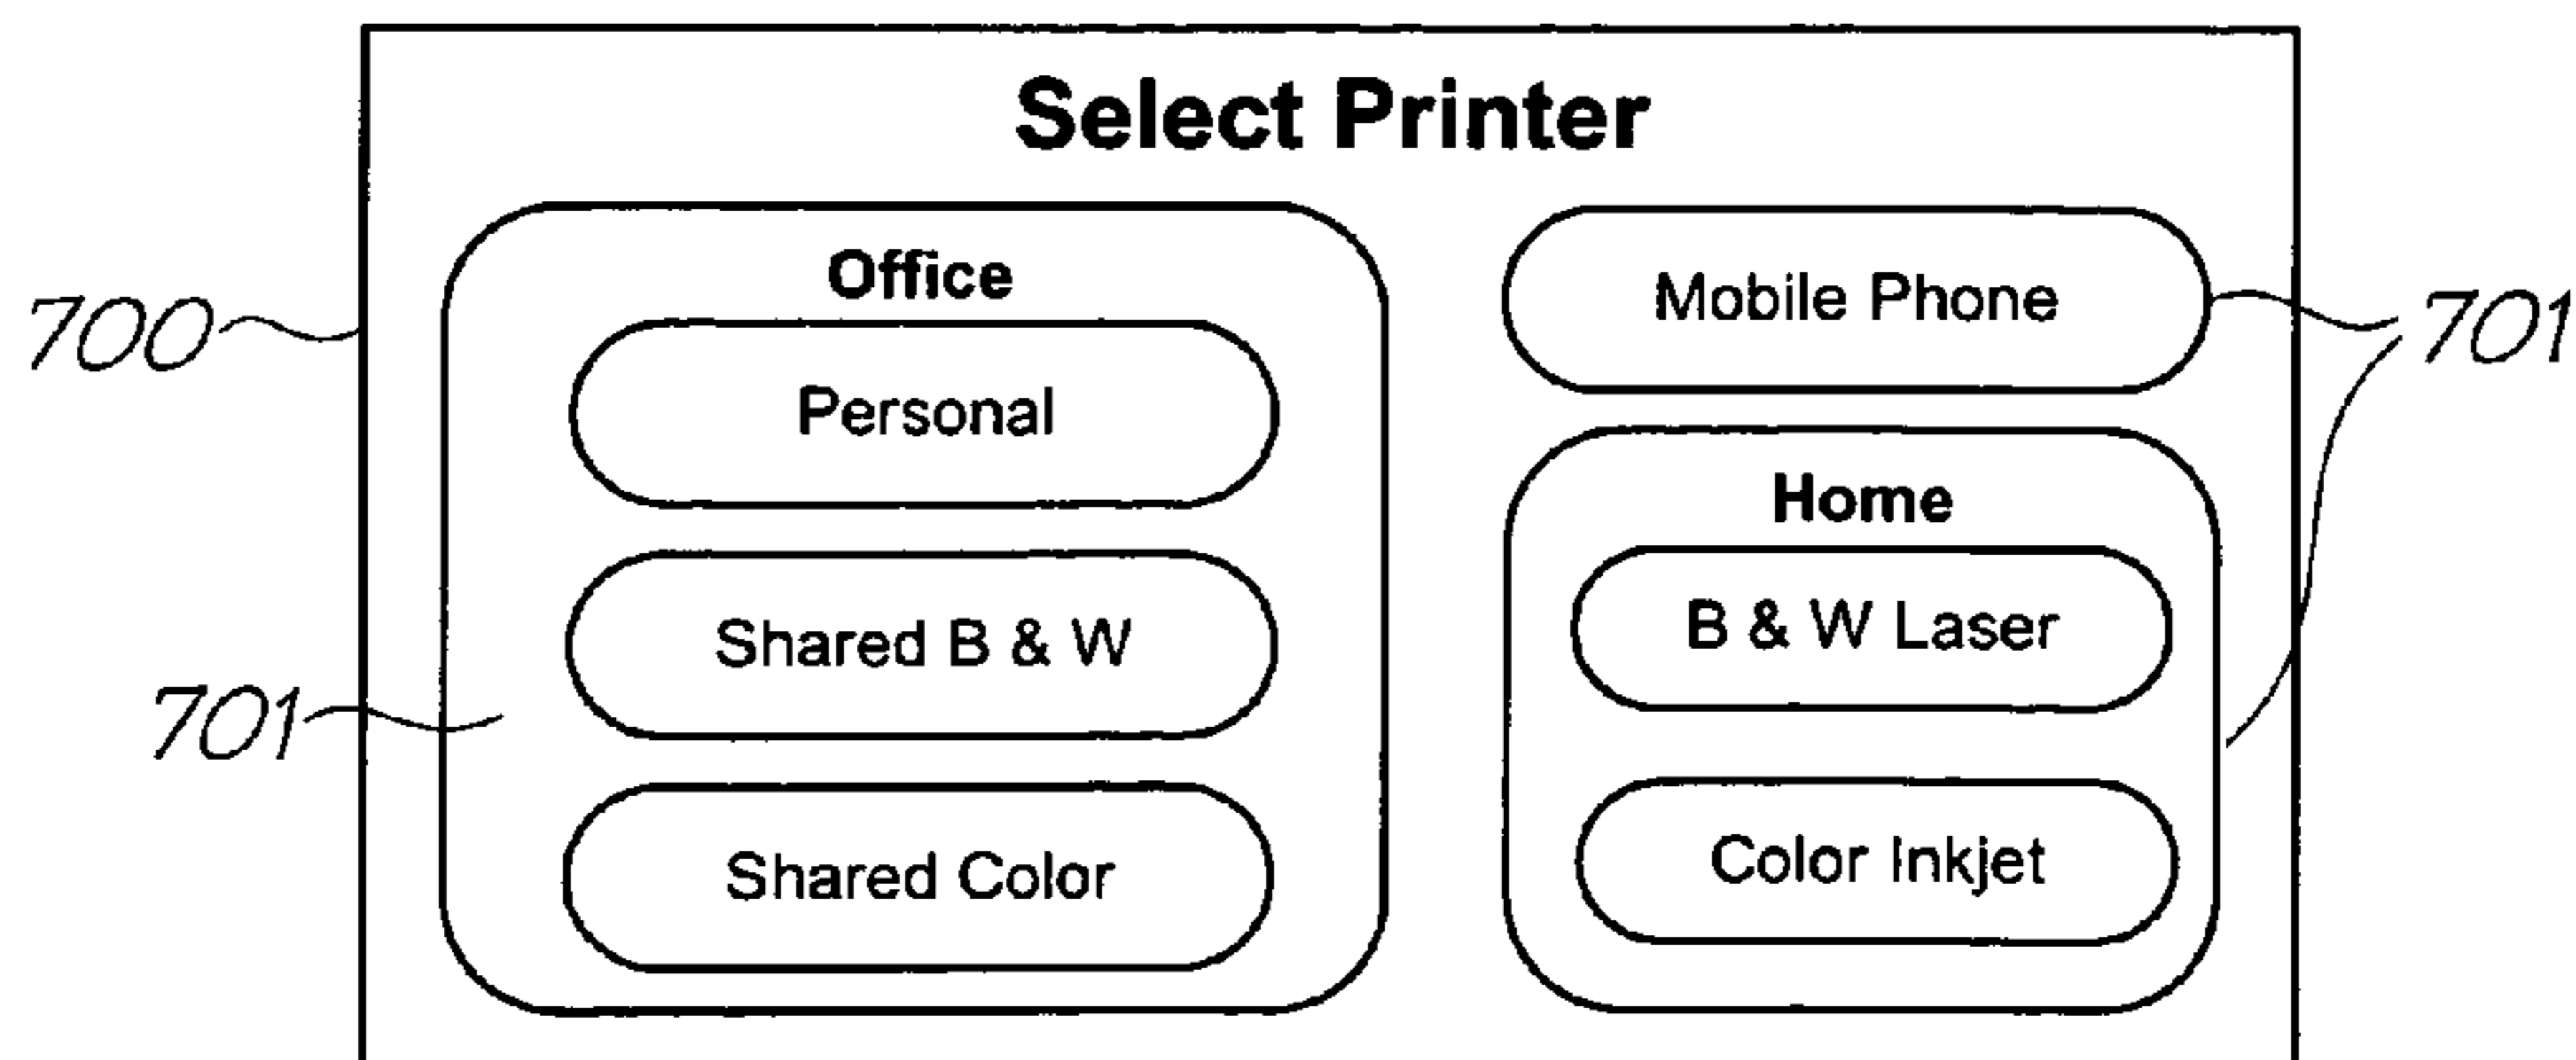 Select Printer
700
Office
Personal
Shared B & W
Shared Color
701
Mobile Phone
701
Home
B & W Laser
Color Inkjet